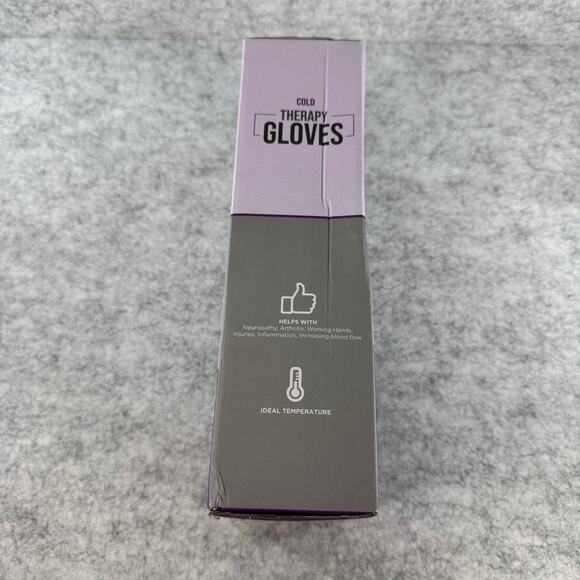 COLD
THERAPY
GLOVES
HELPS WITH
Neuropathy, Arthritis, Working Hands,
Injuries, Inflammation, Increasing blood flow
IDEAL TEMPERATURE